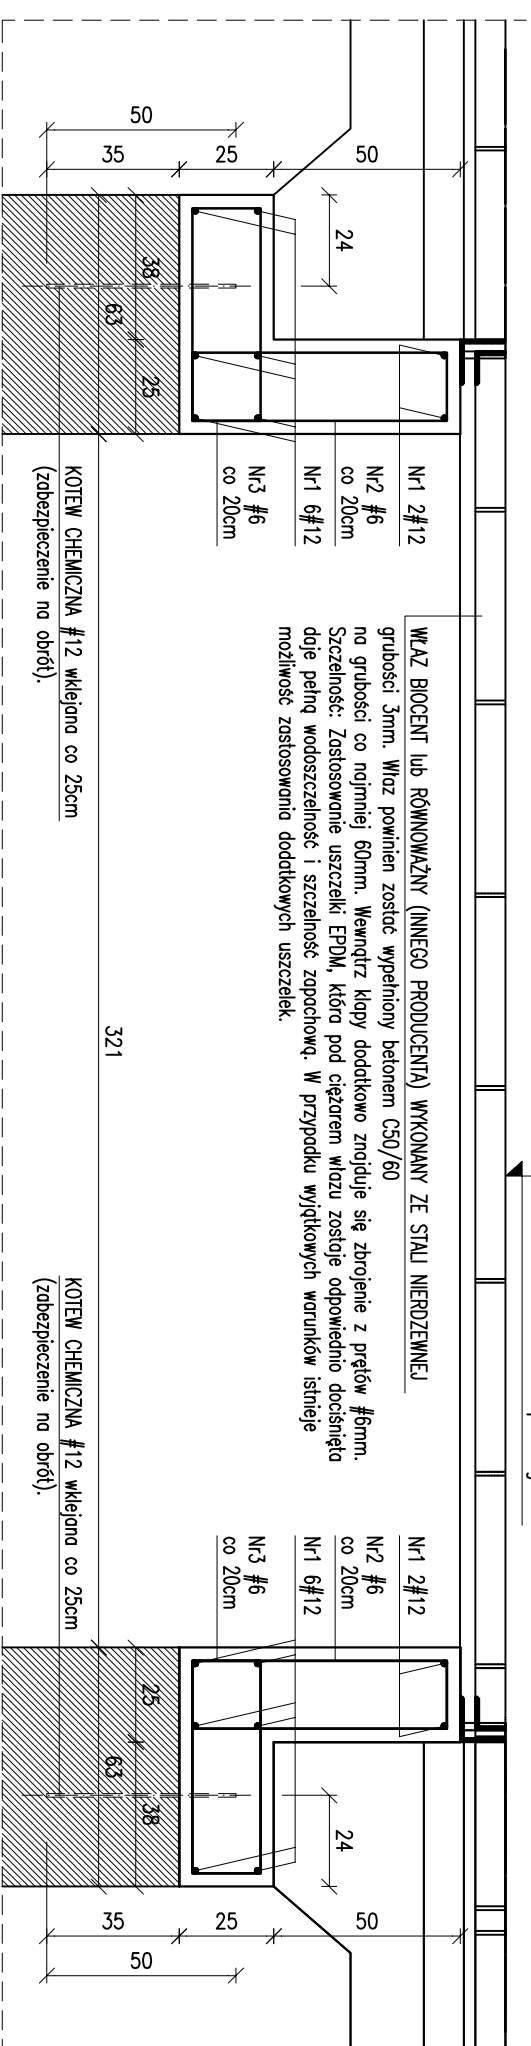 50
35
25
50
24
38
63
25
Nr1 2#12
Nr2 #6
co 20cm
Nr1 6#12
Nr3 #6
co 20cm
KOTEW CHEMICZNA #12 wklejana co 25cm
(zabezpieczenie na obrót).
WŁAZ BIOCENT lub RÓWNOWAŻNY (INNEGO PRODUCENTA) WYKONANY ZE STALI NIERDZEWNEJ
grubości 3mm. Właz powinien zostać wypełniony betonem C50/60
na grubości co najmniej 60mm. Wewnątrz klapy dodatkowo znajduje się zbrojenie z prętów #6mm.
Szczelność: Zastosowanie uszczelki EPDM, która pod ciężarem włazu zostaje odpowiednio dociśnięta
daje pełną wodoszczelność i szczelność zapachową. W przypadku wyjątkowych warunków istnieje
możliwość zastosowania dodatkowych uszczelek.
321
KOTEW CHEMICZNA #12 wklejana co 25cm
(zabezpieczenie na obrót).
Nr1 2#12
Nr2 #6
co 20cm
Nr1 6#12
Nr3 #6
co 20cm
25
63
38
24
35
25
50
50